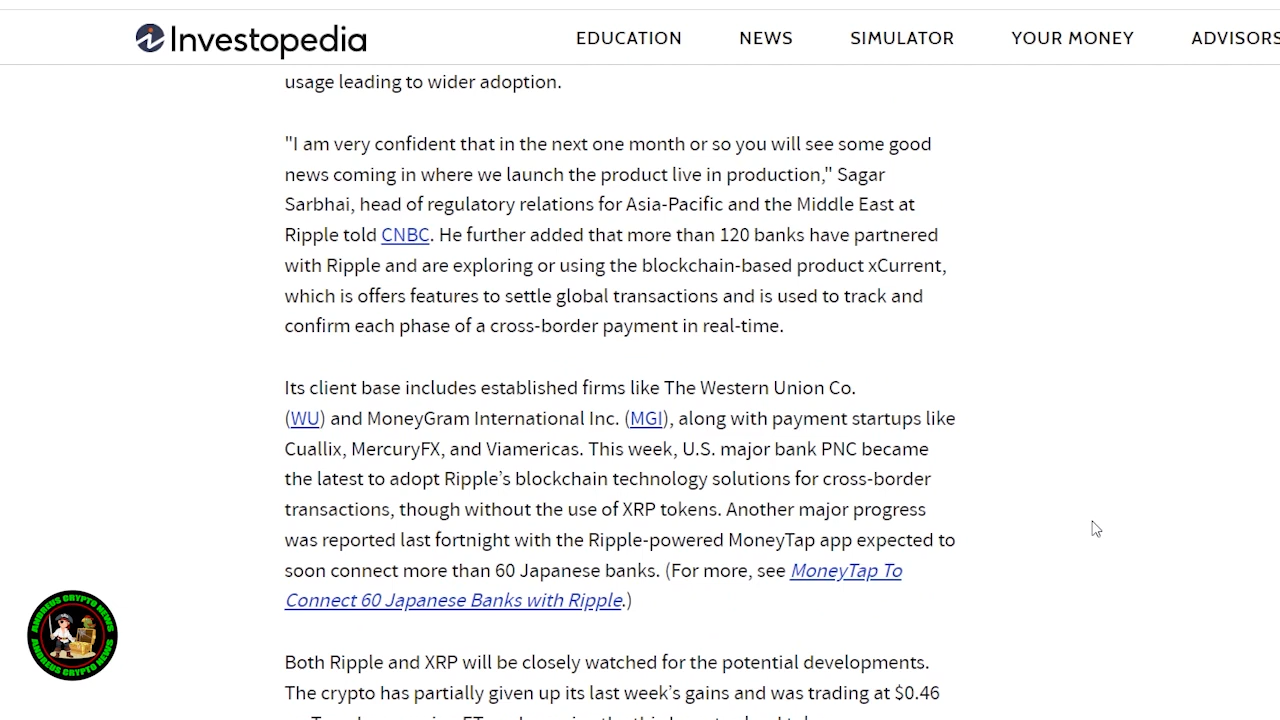 Investopedia
EDUCATION NEWS SIMULATOR YOUR MONEY ADVISORS
usage leading to wider adoption.
"I am very confident that in the next one month or so you will see some good
news coming in where we launch the product live in production," Sagar
Sarbhai, head of regulatory relations for Asia-Pacific and the Middle East at
Ripple told CNBC. He further added that more than 120 banks have partnered
with Ripple and are exploring or using the blockchain-based product xCurrent,
which is offers features to settle global transactions and is used to track and
confirm each phase of a cross-border payment in real-time.
Its client base includes established firms like The Western Union Co.
(WU) and MoneyGram International Inc. (MGI), along with payment startups like
Cuallix, MercuryFX, and Viamericas. This week, U.S. major bank PNC became
the latest to adopt Ripple’s blockchain technology solutions for cross-border
transactions, though without the use of XRP tokens. Another major progress
was reported last fortnight with the Ripple-powered MoneyTap app expected to
soon connect more than 60 Japanese banks. (For more, see MoneyTap To
Connect 60 Japanese Banks with Ripple.)
ANDREUS CRYPTO NEWS
ANDREUS CRYPTO NEWS
Both Ripple and XRP will be closely watched for the potential developments.
The crypto has partially given up its last week’s gains and was trading at $0.46